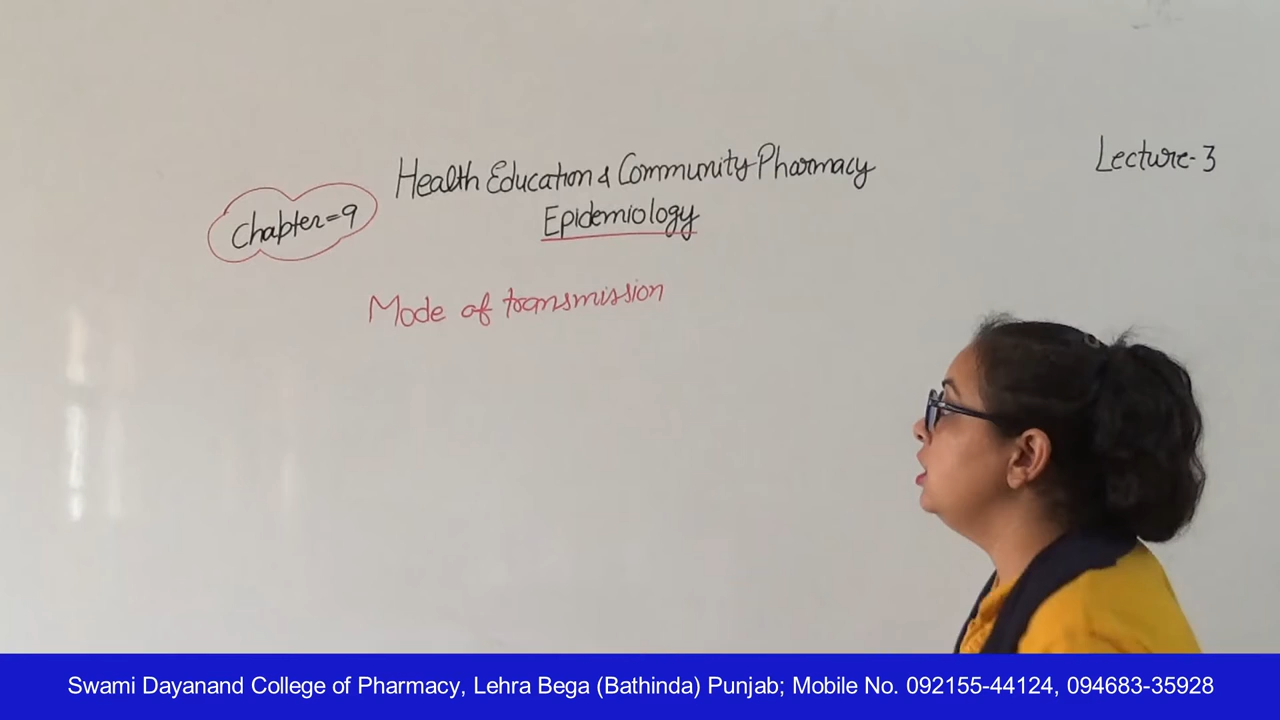 Health Education & Community Pharmacy
Lecture-3
Chapter=9
Epidemiology
Mode of transmission
Swami Dayanand College of Pharmacy, Lehra Bega (Bathinda) Punjab; Mobile No. 092155-44124, 094683-35928